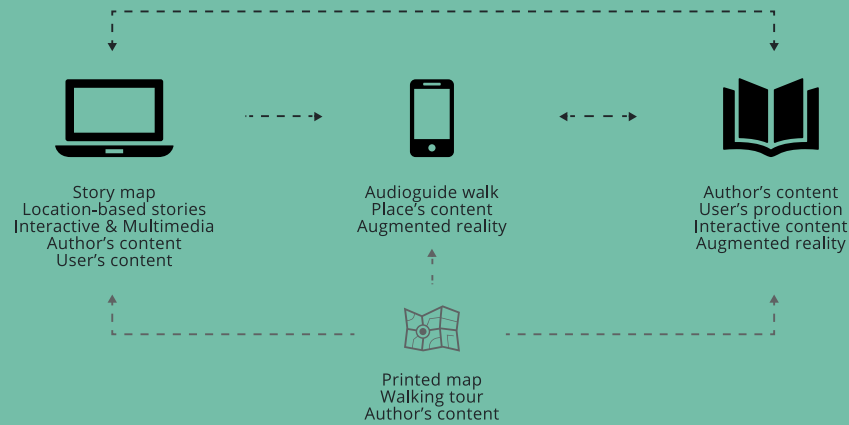 Story map
Location-based stories
Interactive & Multimedia
Author's content
User's content
Audioguide walk
Place's content
Augmented reality
Author's content
User's production
Interactive content
Augmented reality
Printed map
Walking tour
Author's content